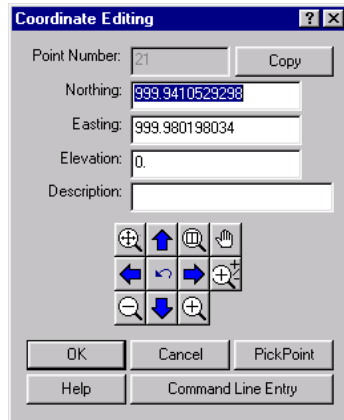 Coordinate Editing
Point Number: 21 Copy
Northing: 999.9410529298
Easting: 999.980198034
Elevation: 0.
Description:
OK Cancel PickPoint
Help Command Line Entry